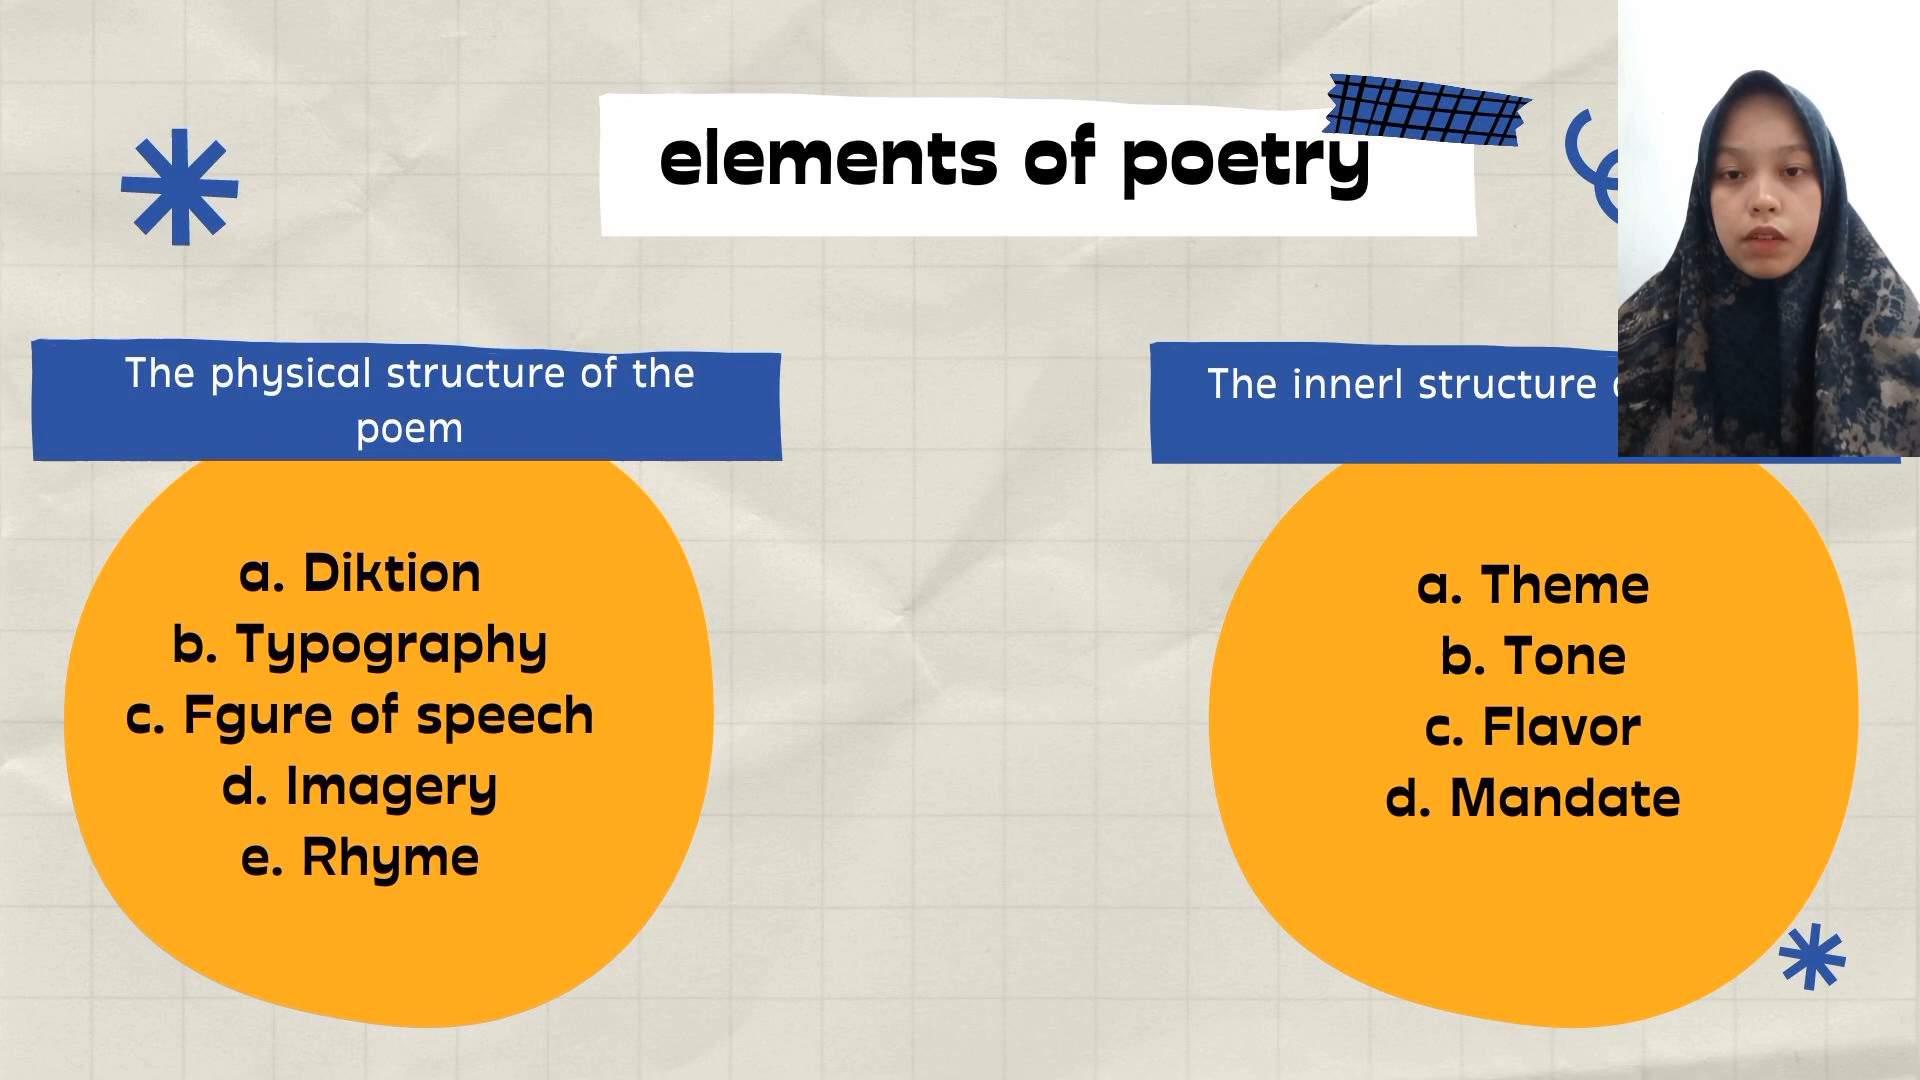 elements of poetry
The physical structure of the
poem
a. Diktion
b. Typography
c. Fgure of speech
d. Imagery
e. Rhyme
The innerl structure
a. Theme
b. Tone
c. Flavor
d. Mandate